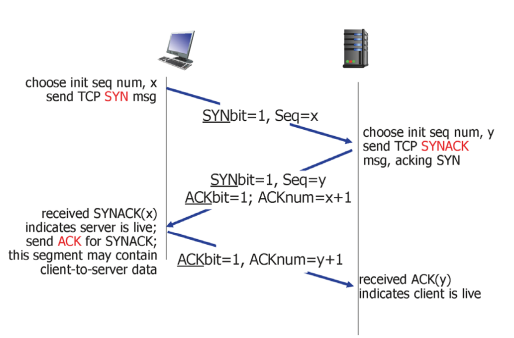 choose init seq num, x
send TCP SYN msg
SYNbit=1, Seq=x
choose init seq num, y
send TCP SYNACK
msg, acking SYN
SYNbit=1, Seq=y
ACKbit=1; ACKnum=x+1
received SYNACK(x)
indicates server is live;
send ACK for SYNACK;
this segment may contain
client-to-server data
ACKbit=1, ACKnum=y+1
received ACK(y)
indicates client is live